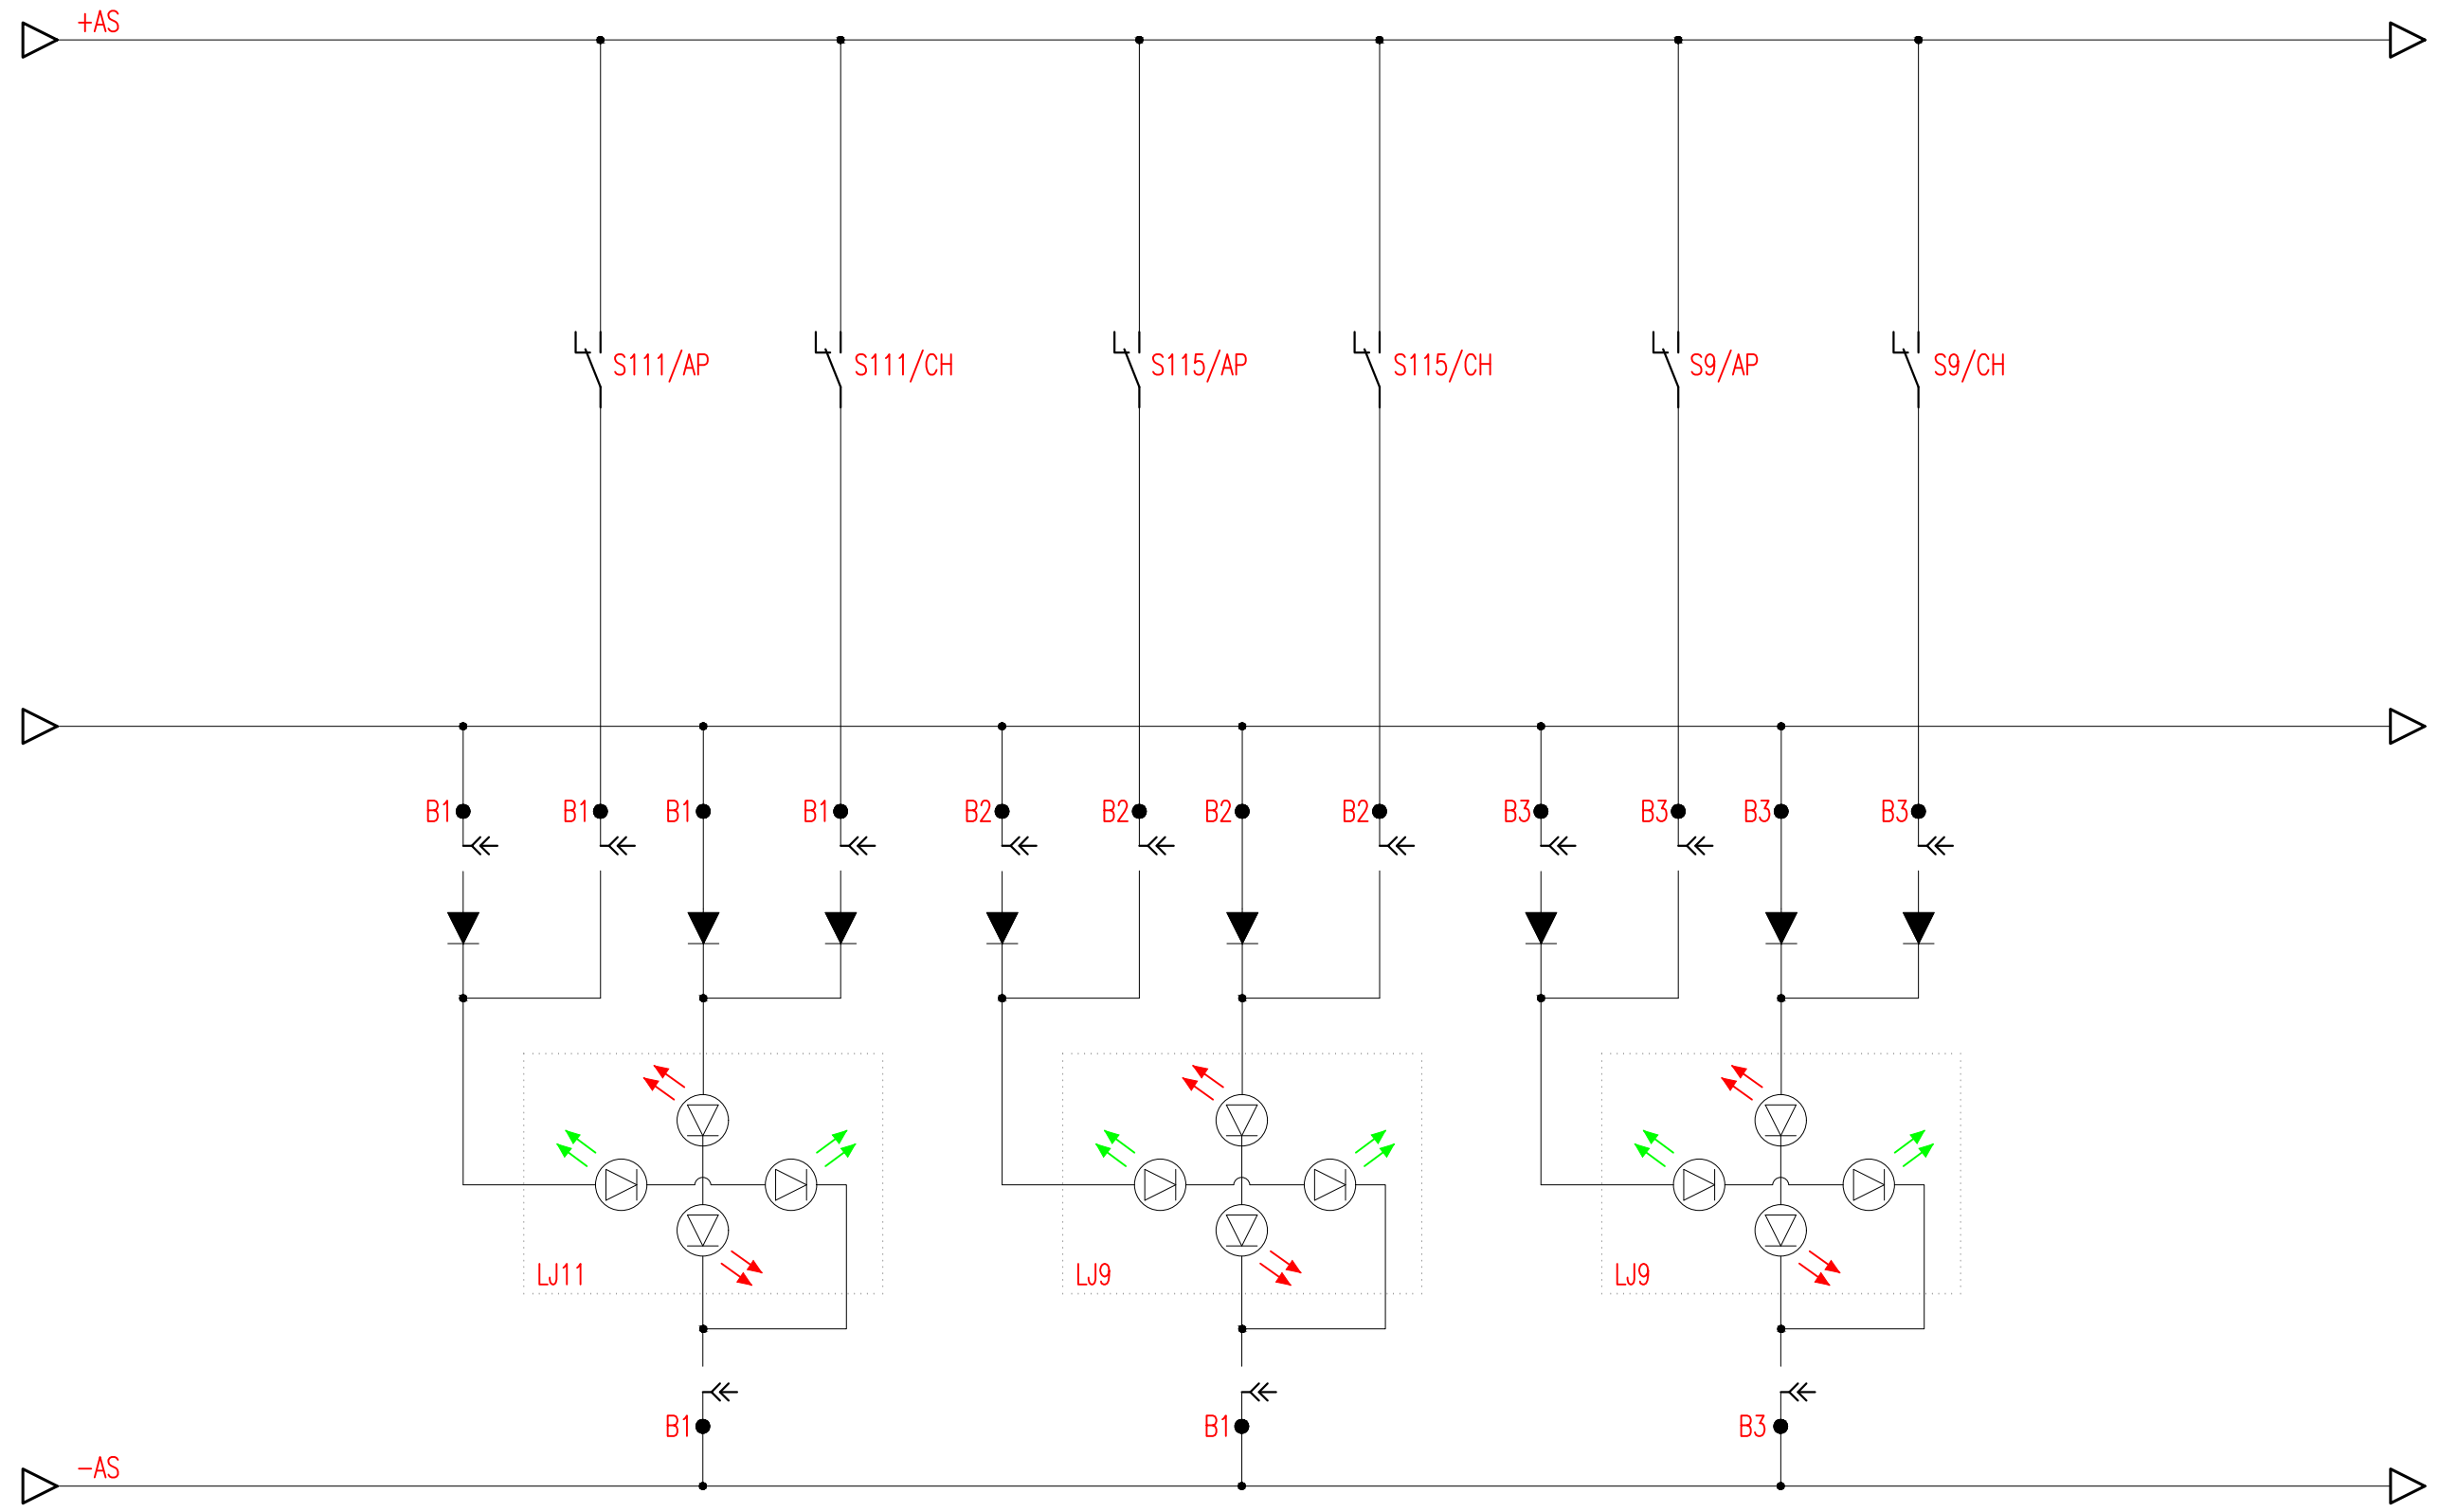 +AS
S111/AP
S111/CH
S115/AP
S115/CH
S9/AP
S9/CH
B1
B1
B1
B1
B2
B2
B2
B2
B3
B3
B3
B3
LJ11
LJ9
LJ9
B1
B1
B3
-AS